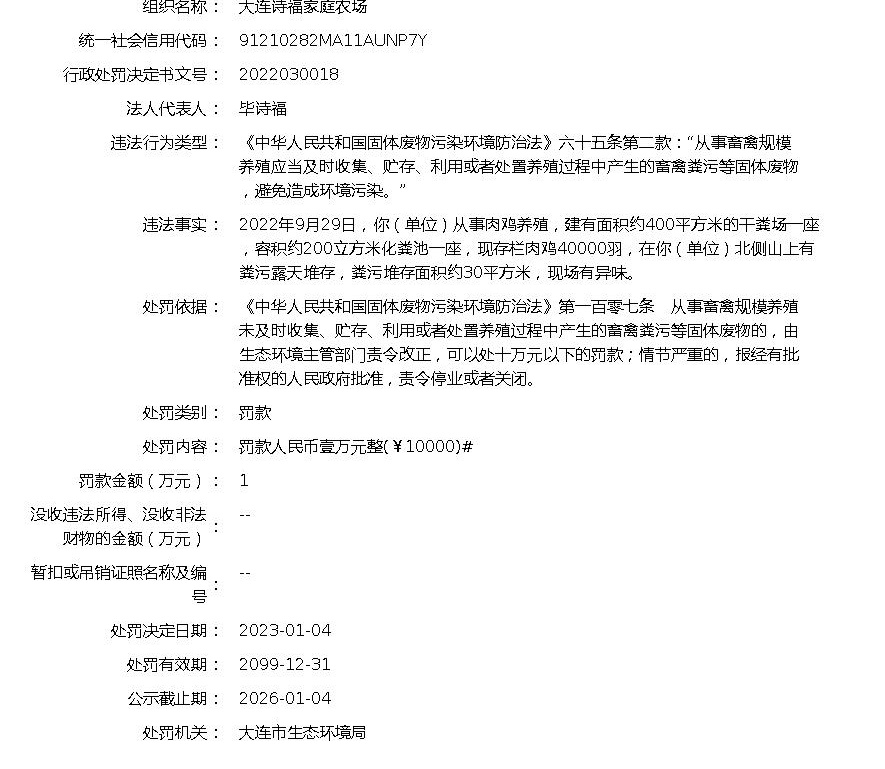 组织名称： 大连诗福家庭农场
统一社会信用代码： 91210282MA11AUNP7Y
行政处罚决定书文号： 2022030018
法人代表人： 毕诗福
违法行为类型： 《中华人民共和国固体废物污染环境防治法》六十五条第二款：“从事畜禽规模
养殖应当及时收集、贮存、利用或者处置养殖过程中产生的畜禽粪污等固体废物
，避免造成环境污染。”
违法事实： 2022年9月29日，你（单位）从事肉鸡养殖，建有面积约400平方米的干粪场一座
，容积约200立方米化粪池一座，现存栏肉鸡40000羽，在你（单位）北侧山上有
粪污露天堆存，粪污堆存面积约30平方米，现场有异味。
处罚依据： 《中华人民共和国固体废物污染环境防治法》第一百零七条　从事畜禽规模养殖
未及时收集、贮存、利用或者处置养殖过程中产生的畜禽粪污等固体废物的，由
生态环境主管部门责令改正，可以处十万元以下的罚款；情节严重的，报经有批
准权的人民政府批准，责令停业或者关闭。
处罚类别： 罚款
处罚内容： 罚款人民币壹万元整(￥10000)#
罚款金额（万元）： 1
没收违法所得、没收非法
财物的金额（万元）： --
暂扣或吊销证照名称及编
号： --
处罚决定日期： 2023-01-04
处罚有效期： 2099-12-31
公示截止期： 2026-01-04
处罚机关： 大连市生态环境局